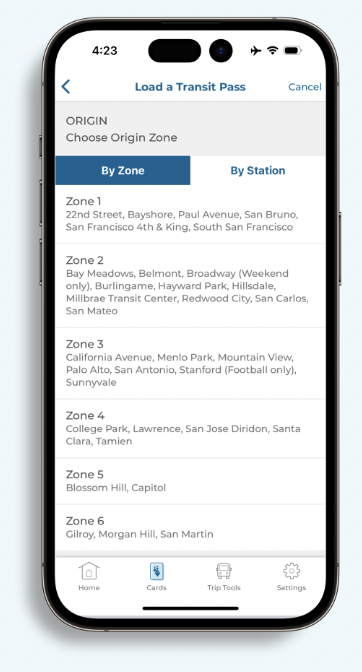 4:23
Load a Transit Pass
Cancel
ORIGIN
Choose Origin Zone
By Zone
By Station
Zone 1
22nd Street, Bayshore, Paul Avenue, San Bruno,
San Francisco 4th & King, South San Francisco
Zone 2
Bay Meadows, Belmont, Broadway (Weekend
only), Burlingame, Hayward Park, Hillsdale,
Millbrae Transit Center, Redwood City, San Carlos,
San Mateo
Zone 3
California Avenue, Menlo Park, Mountain View,
Palo Alto, San Antonio, Stanford (Football only),
Sunnyvale
Zone 4
College Park, Lawrence, San Jose Diridon, Santa
Clara, Tamien
Zone 5
Blossom Hill, Capitol
Zone 6
Gilroy, Morgan Hill, San Martin
Home
Cards
Trip Tools
Settings